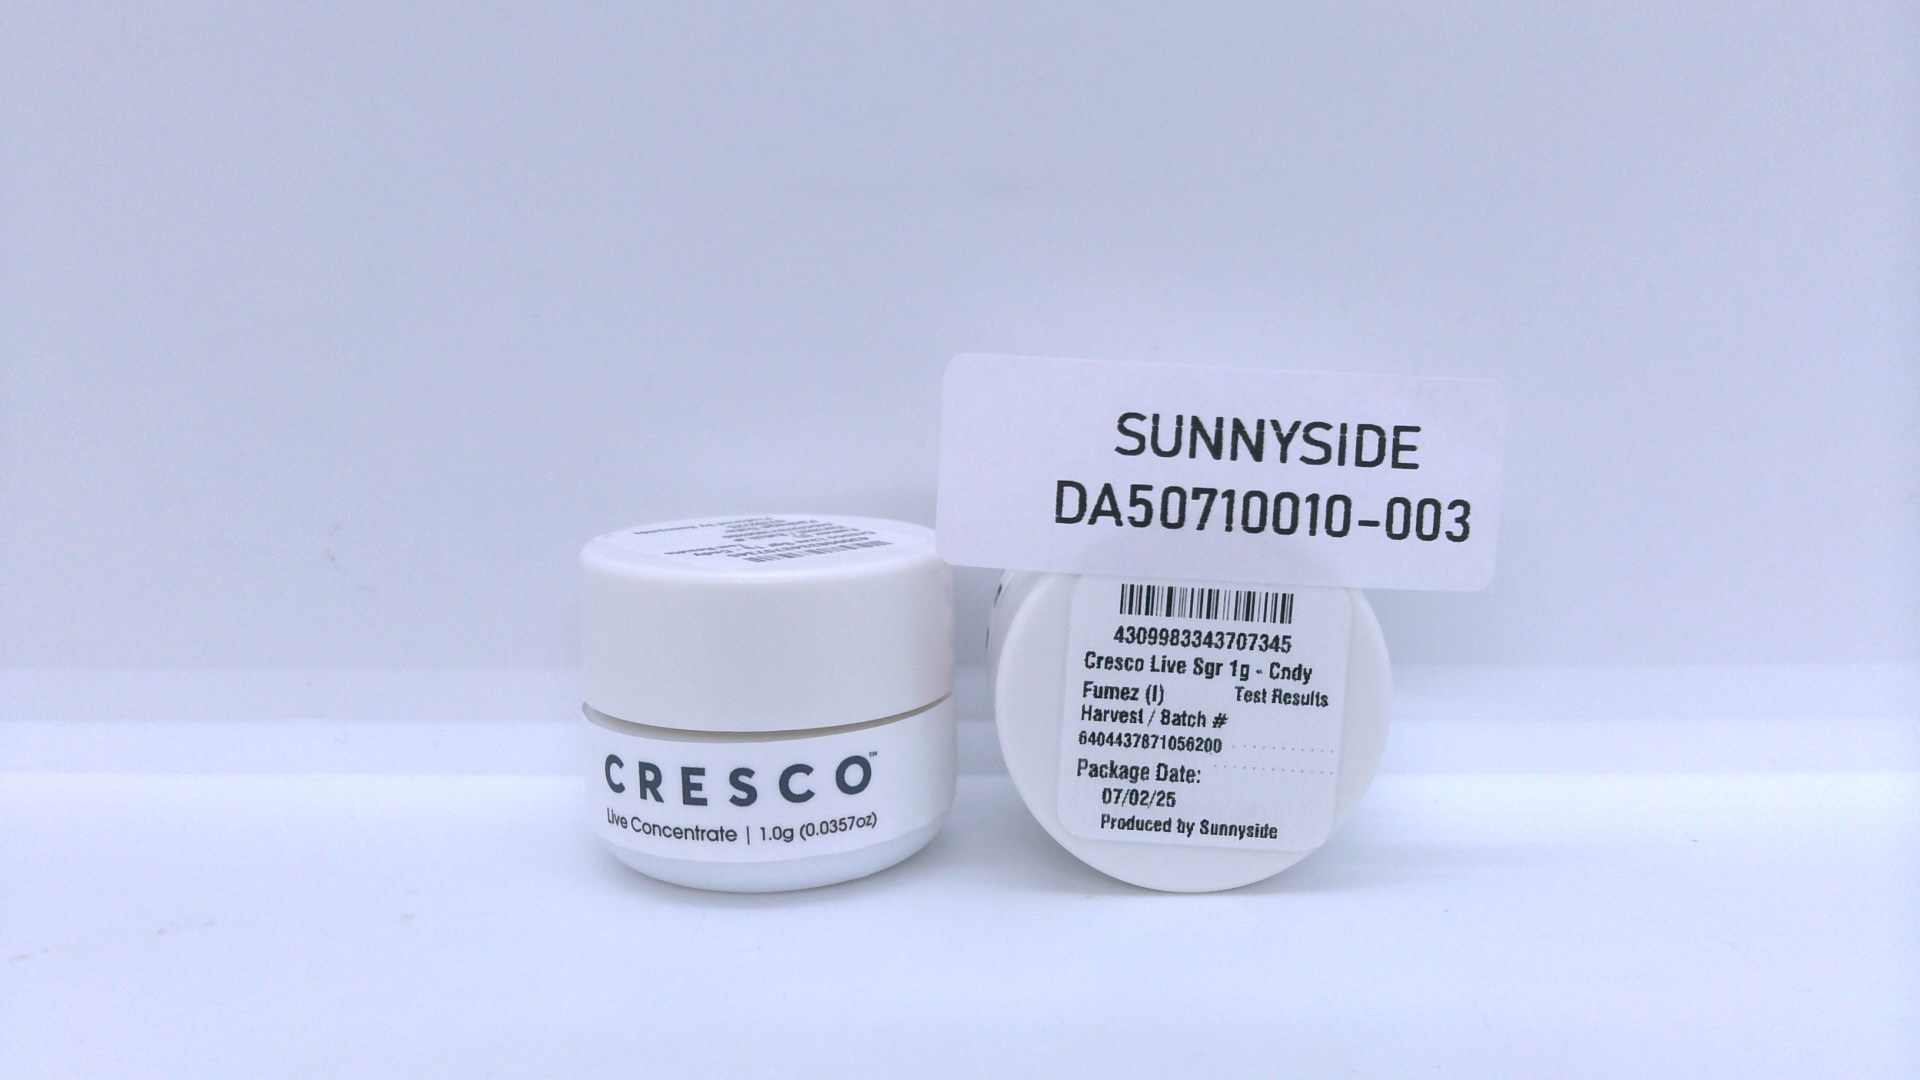 SUNNYSIDE
DA50710010-003
4309983343707345
Cresco Live Sgr 1g - Cndy
Fumez (I) Test Results
Harvest / Batch #
6404437871056200
Package Date:
07/02/25
Produced by Sunnyside
CRESCO™
Live Concentrate | 1.0g (0.0357oz)